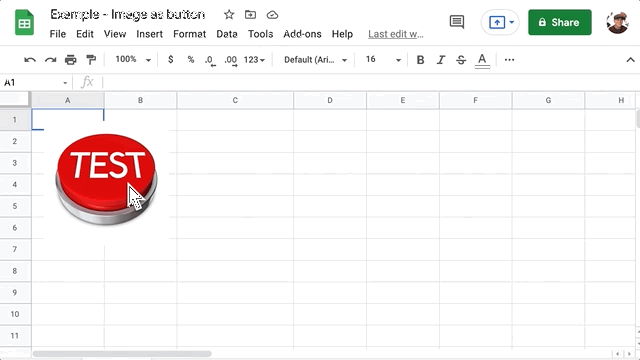 Example - Image as button
File Edit View Insert Format Data Tools Add-ons Help Last edit w...
Share
100% $ % .0 .00 123 Default (Ari... 16 B I S A
A1 fx
A B C D E F G H
1
2
3
4
5
6
7
8
9
10
11
TEST